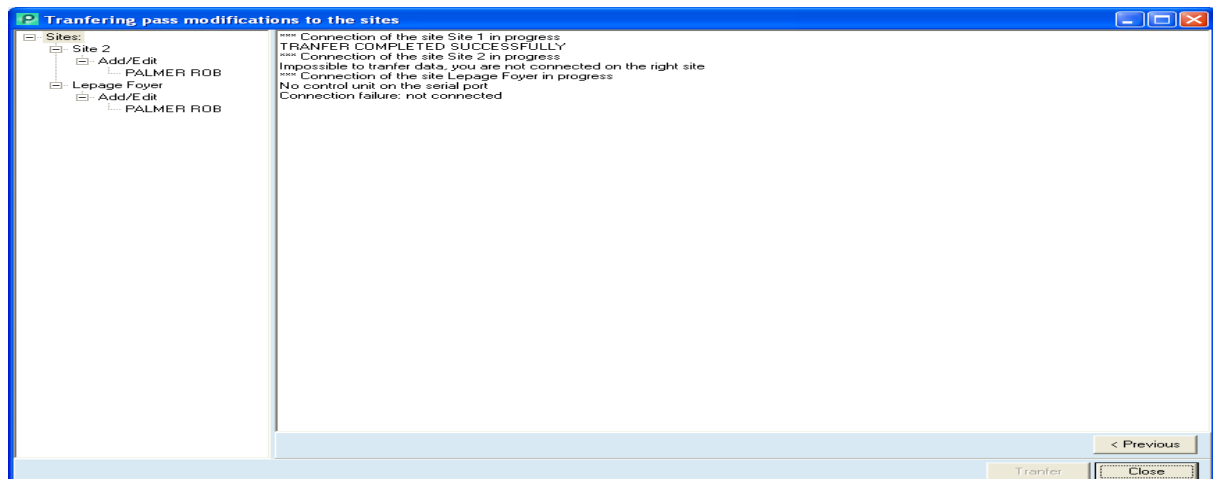 Tranfering pass modifications to the sites
Sites:
Site 2
Add/Edit
PALMER ROB
Lepage Foyer
Add/Edit
PALMER ROB
*** Connection of the site Site 1 in progress
TRANFER COMPLETED SUCCESSFULLY
*** Connection of the site Site 2 in progress
Impossible to tranfer data, you are not connected on the right site
*** Connection of the site Lepage Foyer in progress
No control unit on the serial port
Connection failure: not connected
< Previous
Tranfer
Close